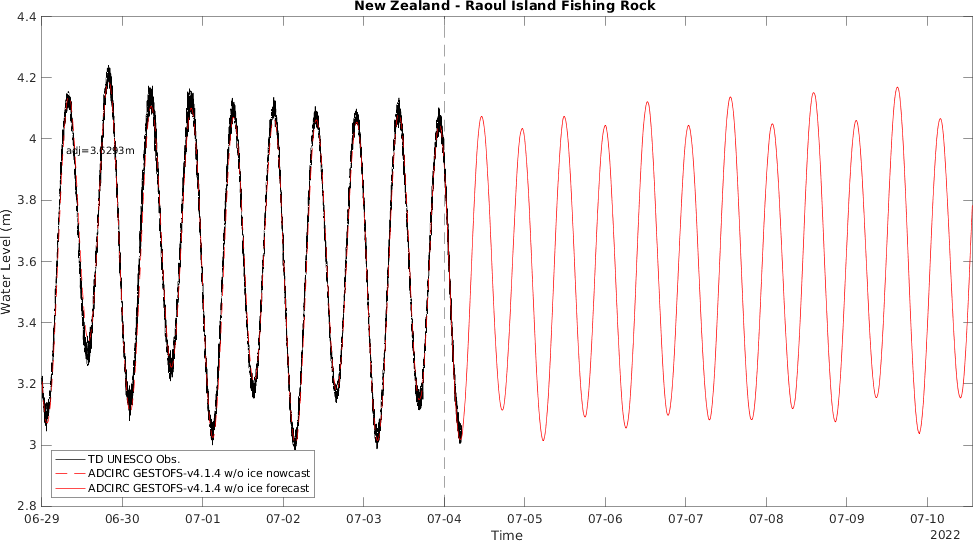 New Zealand - Raoul Island Fishing Rock
4.4
4.2
4
3.8
3.6
3.4
3.2
3
2.8
Water Level (m)
adj=3.6293m
TD UNESCO Obs.
ADCIRC GESTOFS-v4.1.4 w/o ice nowcast
ADCIRC GESTOFS-v4.1.4 w/o ice forecast
06-29 06-30 07-01 07-02 07-03 07-04 07-05 07-06 07-07 07-08 07-09 07-10
Time
2022